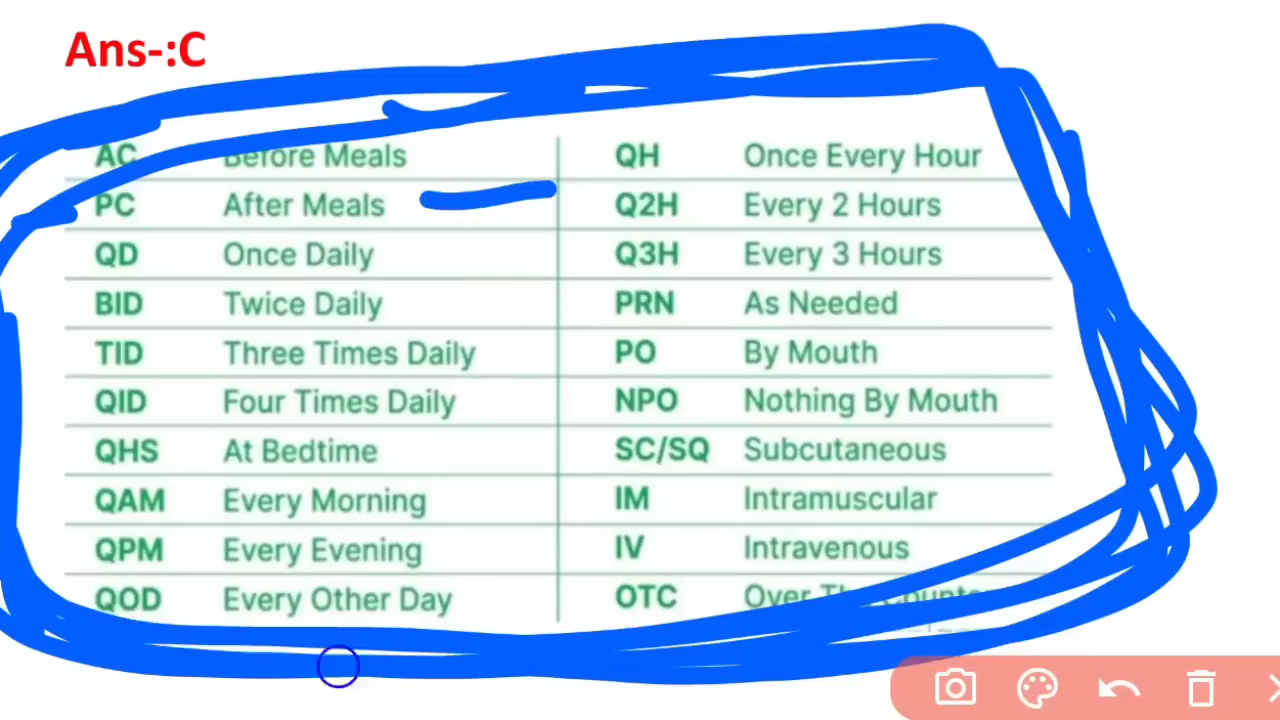 Ans-:C
AC Before Meals QH Once Every Hour
PC After Meals Q2H Every 2 Hours
QD Once Daily Q3H Every 3 Hours
BID Twice Daily PRN As Needed
TID Three Times Daily PO By Mouth
QID Four Times Daily NPO Nothing By Mouth
QHS At Bedtime SC/SQ Subcutaneous
QAM Every Morning IM Intramuscular
QPM Every Evening IV Intravenous
QOD Every Other Day OTC Over The Counter